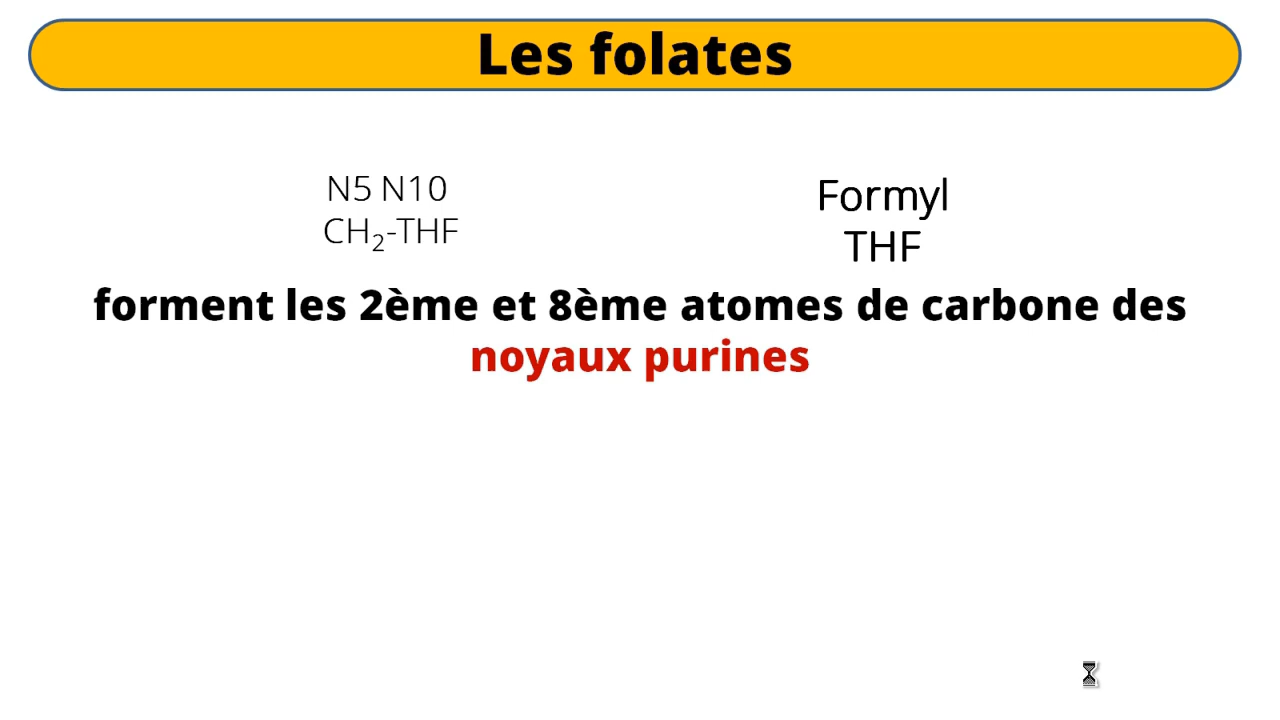 Les folates
N5 N10
CH₂-THF
Formyl
THF
forment les 2ème et 8ème atomes de carbone des
noyaux purines